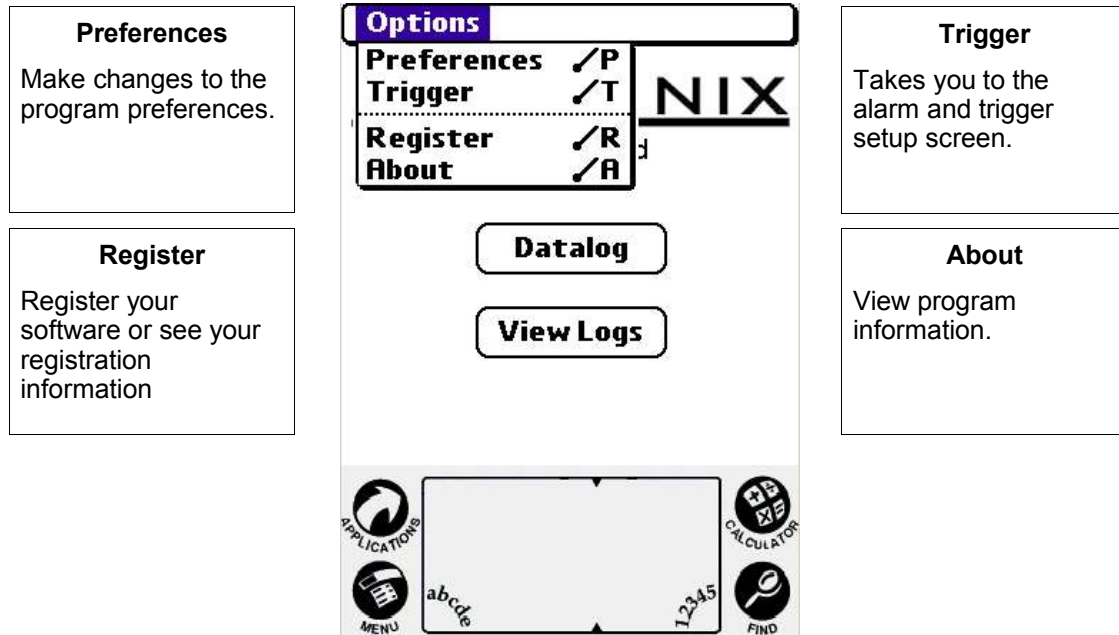 Preferences
Make changes to the
program preferences.
Register
Register your
software or see your
registration
information
Options
Preferences /P
Trigger /T
Register /R
About /A
NIX
d
Datalog
View Logs
APPLICATIONS
MENU
abcde
12345
CALCULATOR
FIND
Trigger
Takes you to the
alarm and trigger
setup screen.
About
View program
information.